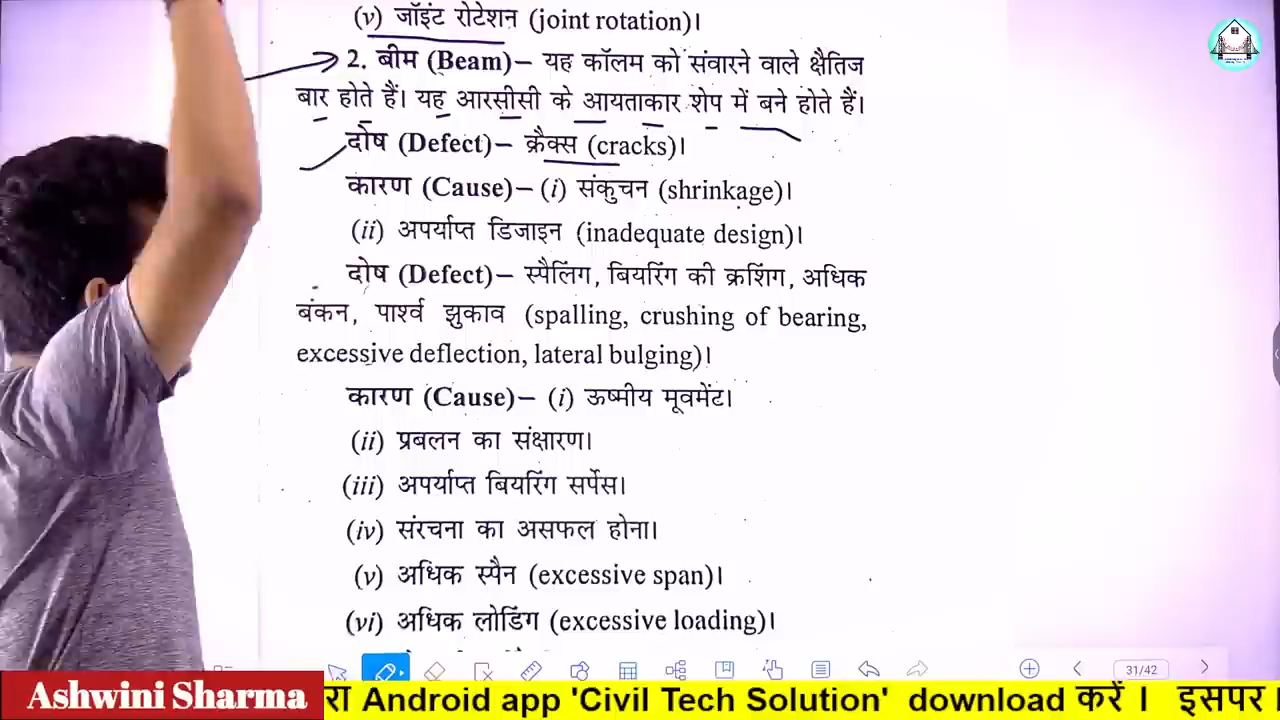 (v) जॉइंट रोटेशन (joint rotation)।
2. बीम (Beam)– यह कॉलम को संवारने वाले क्षैतिज
बार होते हैं। यह आरसीसी के आयताकार शेप में बने होते हैं।
दोष (Defect)– क्रैक्स (cracks)।
कारण (Cause)– (i) संकुचन (shrinkage)।
(ii) अपर्याप्त डिजाइन (inadequate design)।
दोष (Defect)– स्पैलिंग, बियरिंग की क्रशिंग, अधिक
बंकन, पार्श्व झुकाव (spalling, crushing of bearing,
excessive deflection, lateral bulging)।
कारण (Cause)– (i) ऊष्मीय मूवमेंट।
(ii) प्रबलन का संक्षारण।
(iii) अपर्याप्त बियरिंग सर्पेस।
(iv) संरचना का असफल होना।
(v) अधिक स्पैन (excessive span)।
(vi) अधिक लोडिंग (excessive loading)।
31/42
Ashwini Sharma
रा Android app 'Civil Tech Solution' download करें। इसपर